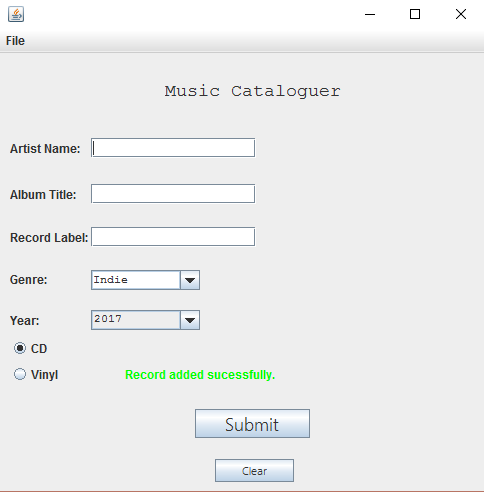 File
Music Cataloguer
Artist Name:
Album Title:
Record Label:
Genre: Indie
Year: 2017
CD
Vinyl Record added sucessfully.
Submit
Clear